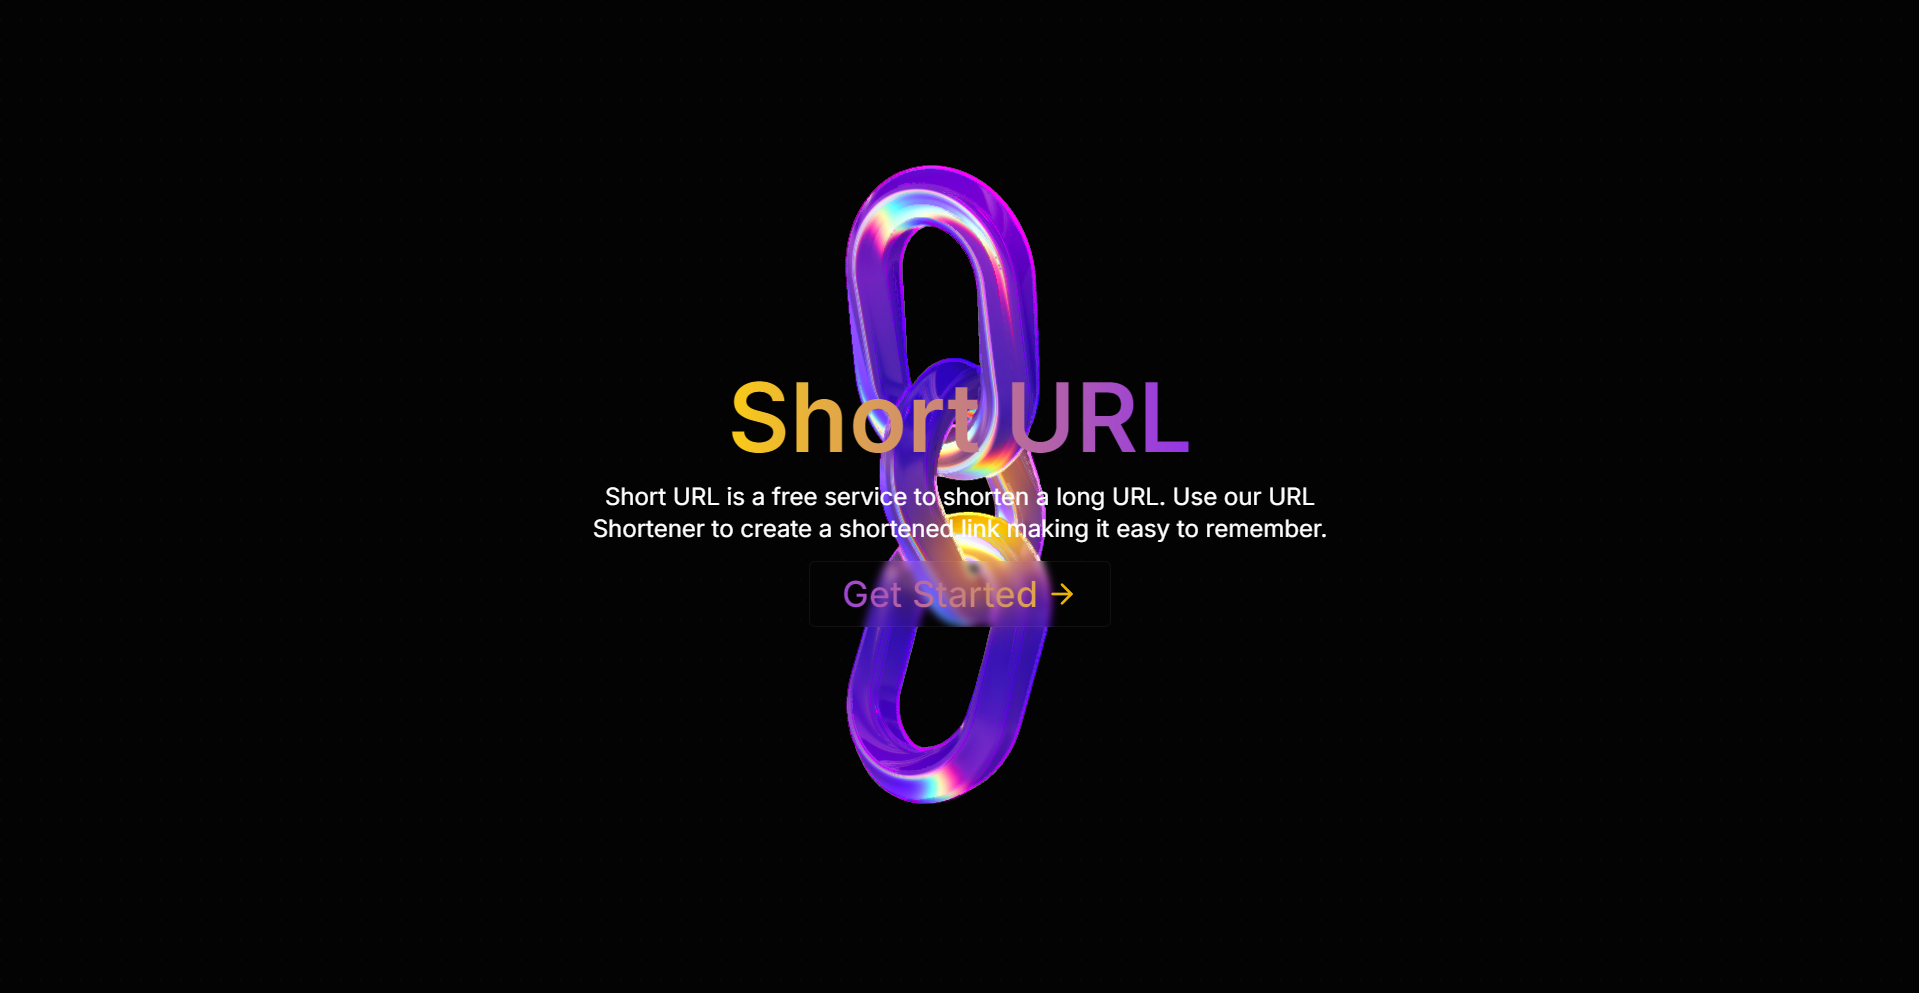 Short URL
Short URL is a free service to shorten a long URL. Use our URL
Shortener to create a shortened link making it easy to remember.
Get Started →